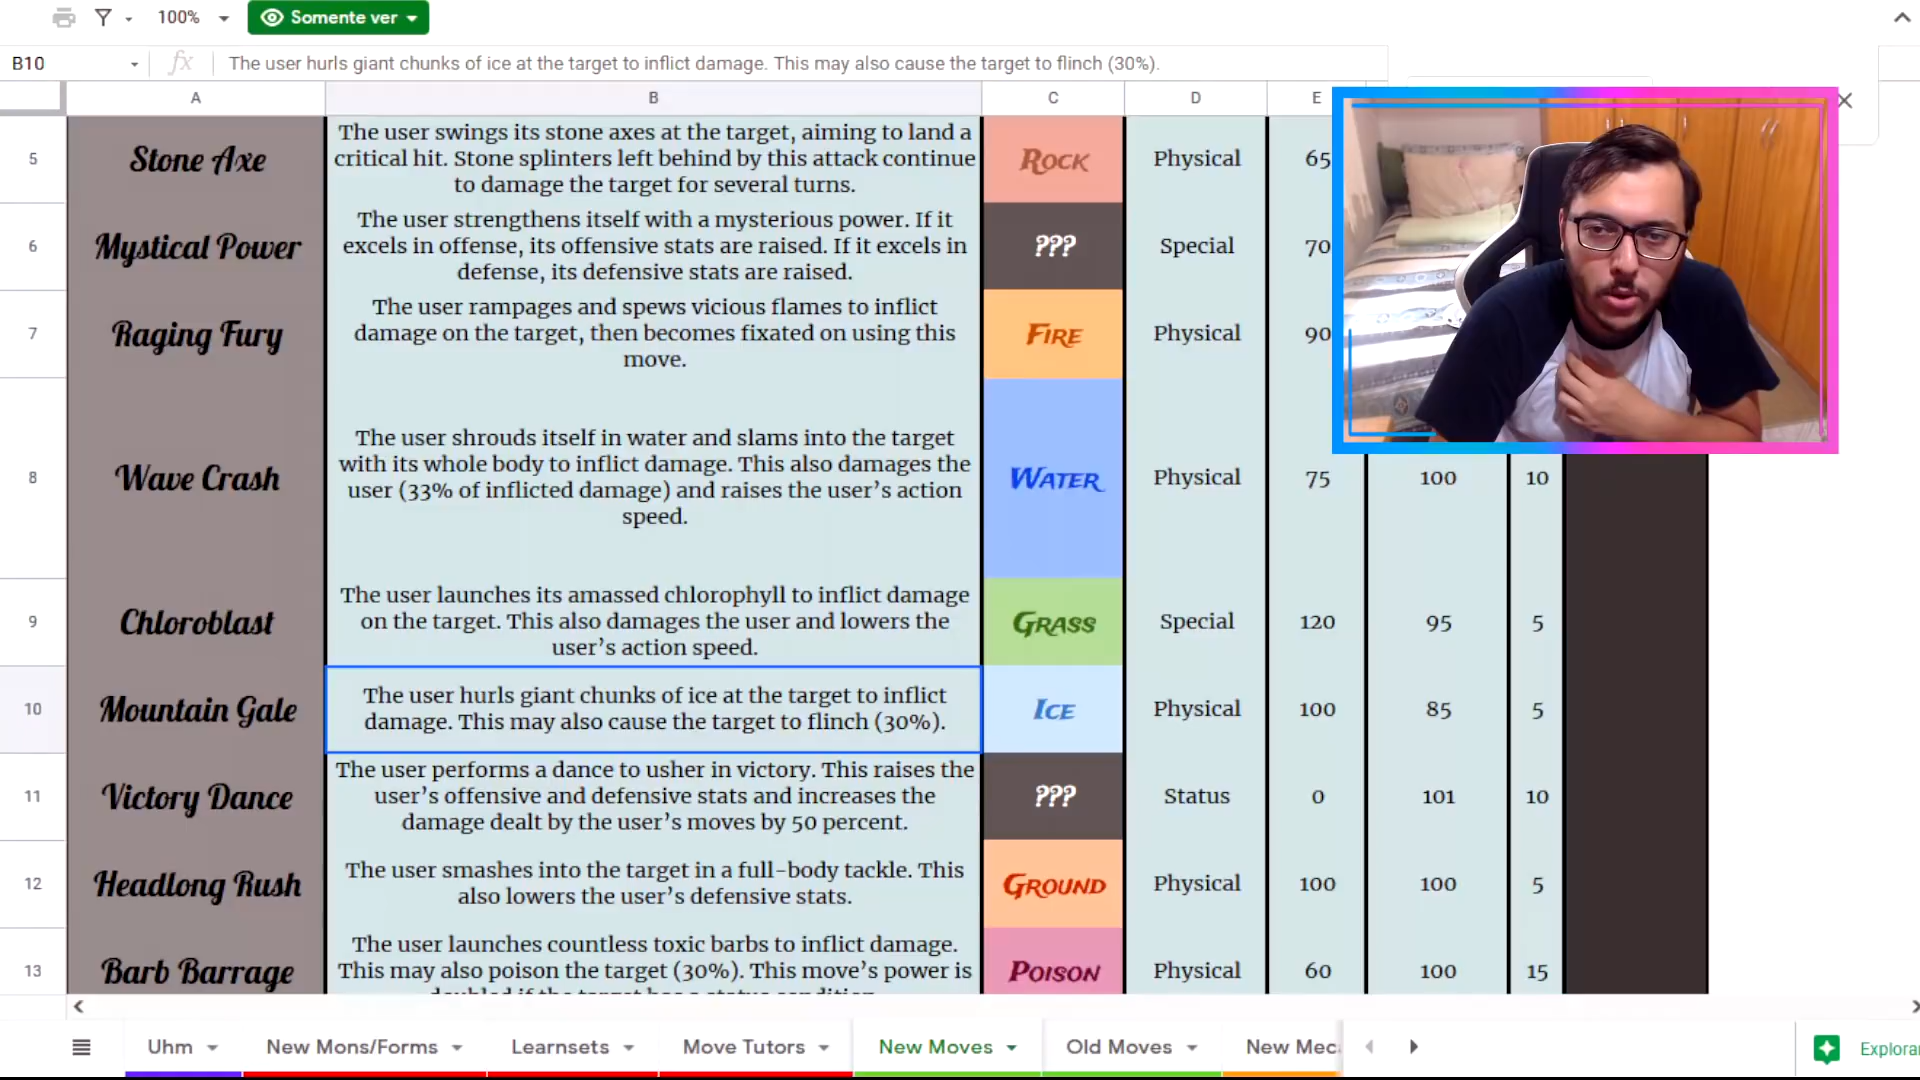 100%
Somente ver
B10
fx
The user hurls giant chunks of ice at the target to inflict damage. This may also cause the target to flinch (30%).
A
B
C
D
E
5
Stone Axe
The user swings its stone axes at the target, aiming to land a
critical hit. Stone splinters left behind by this attack continue
to damage the target for several turns.
Rock
Physical
65
6
Mystical Power
The user strengthens itself with a mysterious power. If it
excels in offense, its offensive stats are raised. If it excels in
defense, its defensive stats are raised.
???
Special
70
7
Raging Fury
The user rampages and spews vicious flames to inflict
damage on the target, then becomes fixated on using this
move.
Fire
Physical
90
8
Wave Crash
The user shrouds itself in water and slams into the target
with its whole body to inflict damage. This also damages the
user (33% of inflicted damage) and raises the user's action
speed.
Water
Physical
75
100
10
9
Chloroblast
The user launches its amassed chlorophyll to inflict damage
on the target. This also damages the user and lowers the
user's action speed.
Grass
Special
120
95
5
10
Mountain Gale
The user hurls giant chunks of ice at the target to inflict
damage. This may also cause the target to flinch (30%).
Ice
Physical
100
85
5
11
Victory Dance
The user performs a dance to usher in victory. This raises the
user's offensive and defensive stats and increases the
damage dealt by the user's moves by 50 percent.
???
Status
0
101
10
12
Headlong Rush
The user smashes into the target in a full-body tackle. This
also lowers the user's defensive stats.
Ground
Physical
100
100
5
13
Barb Barrage
The user launches countless toxic barbs to inflict damage.
This may also poison the target (30%). This move's power is
Poison
Physical
60
100
15
Uhm
New Mons/Forms
Learnsets
Move Tutors
New Moves
Old Moves
New Mec
Explorar